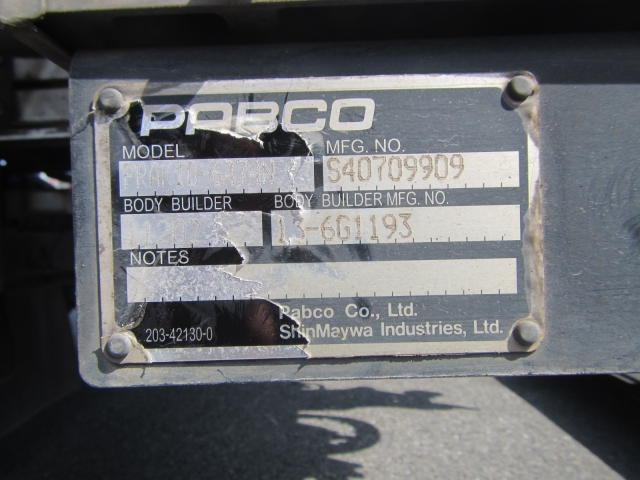 PABCO
MODEL MFG. NO.
S40709909
BODY BUILDER BODY BUILDER MFG. NO.
13-6G1193
NOTES
Pabco Co., Ltd.
203-42130-0 ShinMaywa Industries, Ltd.